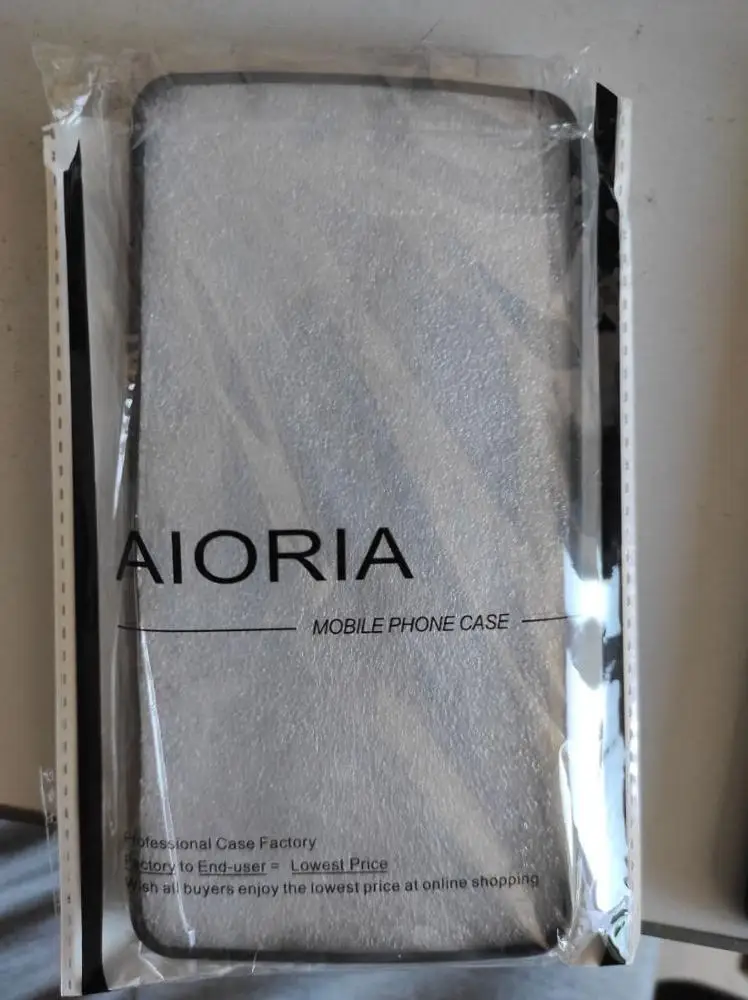 AIORIA
MOBILE PHONE CASE
Professional Case Factory
Factory to End-user = Lowest Price
Wish all buyers enjoy the lowest price at online shopping